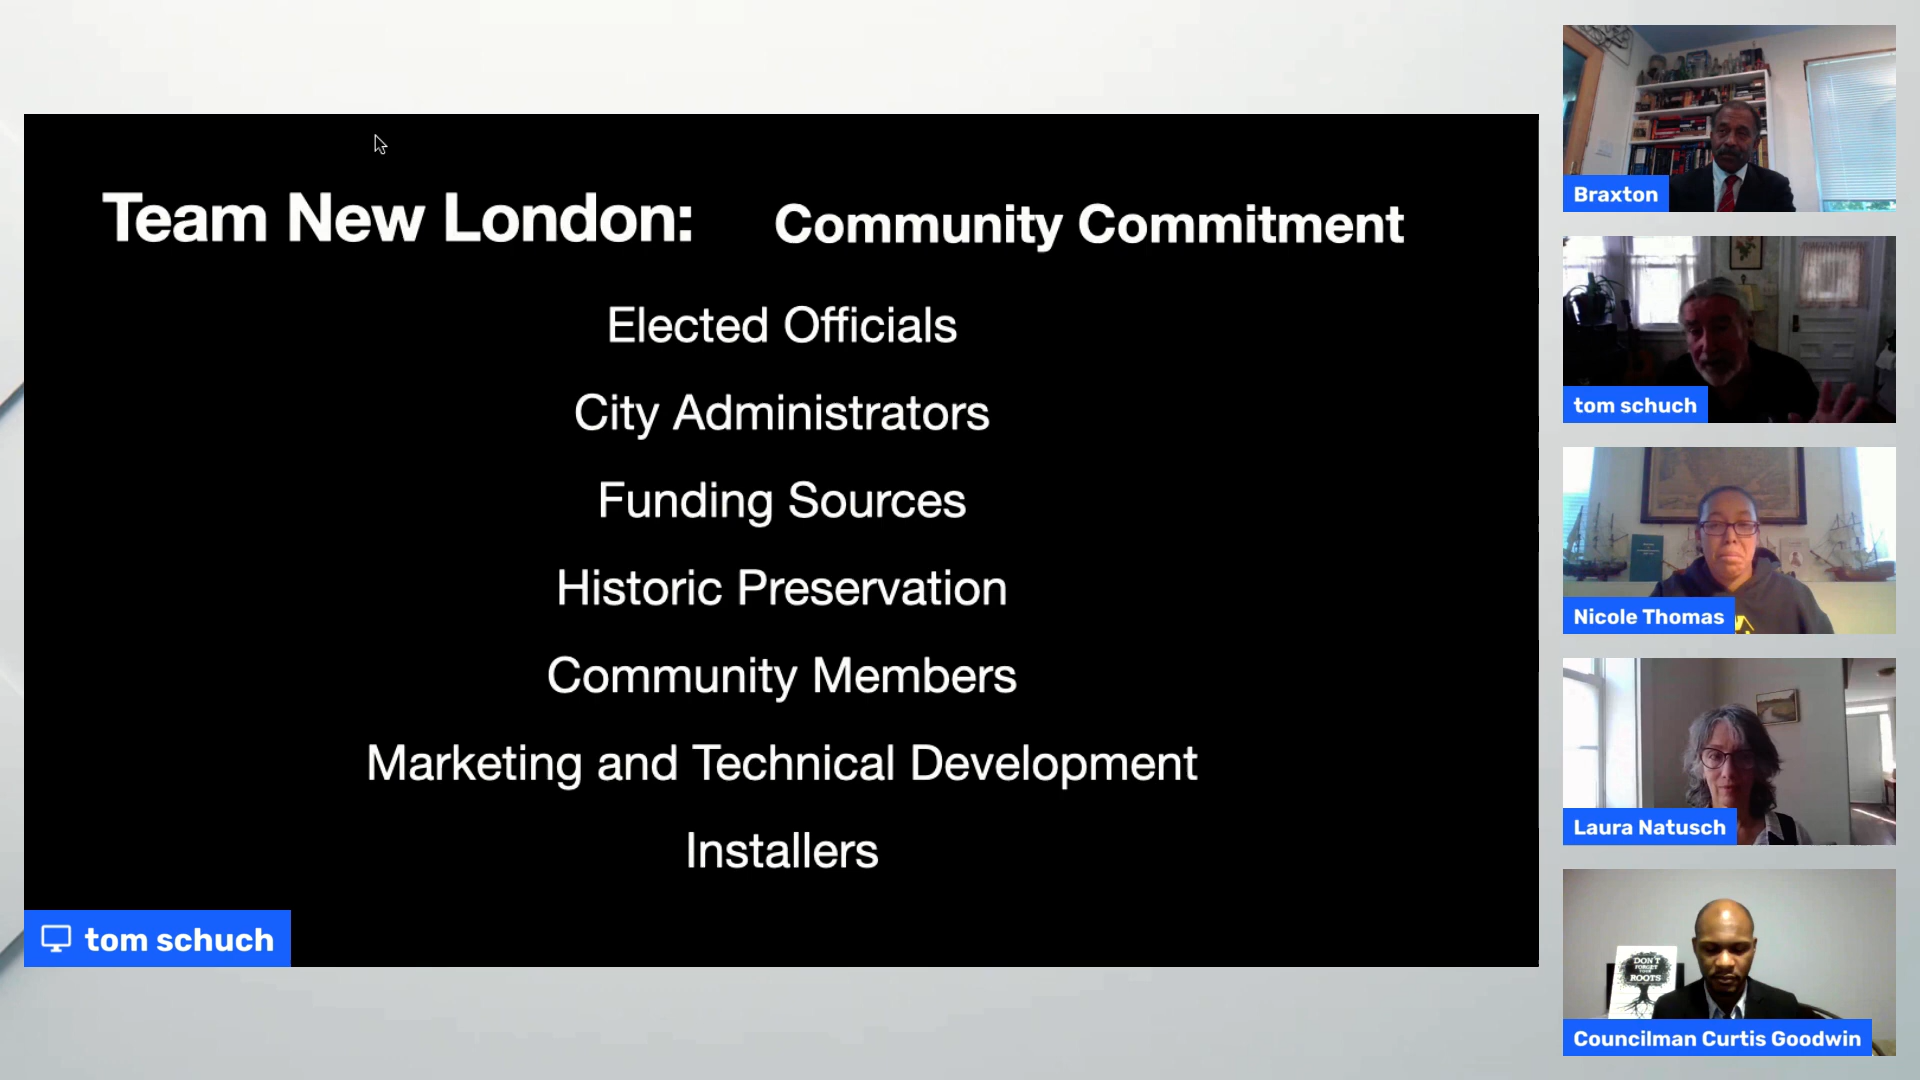 Team New London: Community Commitment
Elected Officials
City Administrators
Funding Sources
Historic Preservation
Community Members
Marketing and Technical Development
Installers
tom schuch
Braxton
tom schuch
Nicole Thomas
Laura Natusch
DON'T
FORGET
YOUR
ROOTS
Councilman Curtis Goodwin